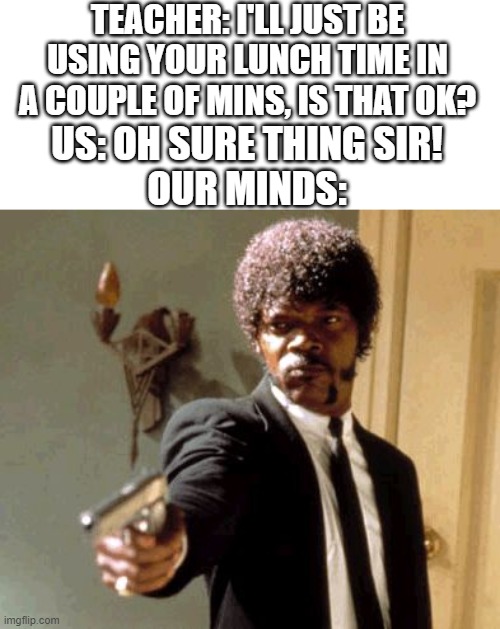 TEACHER: I'LL JUST BE
USING YOUR LUNCH TIME IN
A COUPLE OF MINS, IS THAT OK?
US: OH SURE THING SIR!
OUR MINDS:
imgflip.com